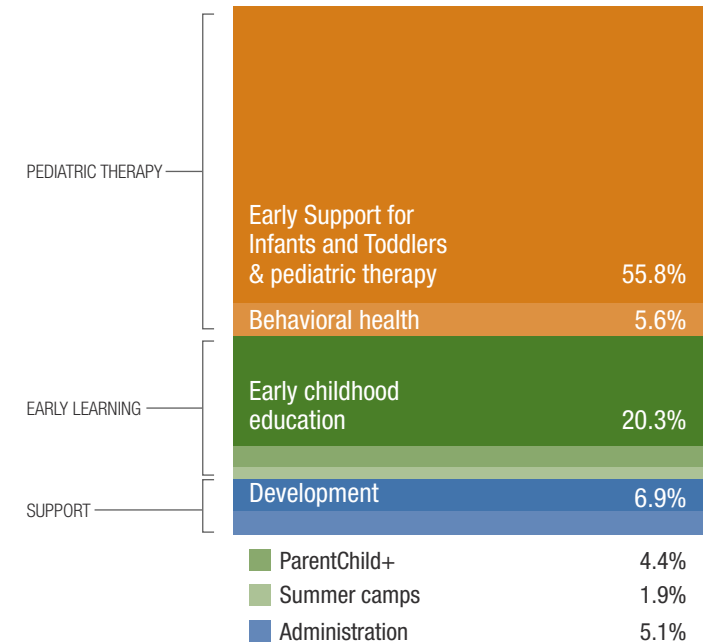 PEDIATRIC THERAPY
Early Support for
Infants and Toddlers
& pediatric therapy 55.8%
Behavioral health 5.6%
EARLY LEARNING
Early childhood
education 20.3%
SUPPORT
Development 6.9%
ParentChild+ 4.4%
Summer camps 1.9%
Administration 5.1%